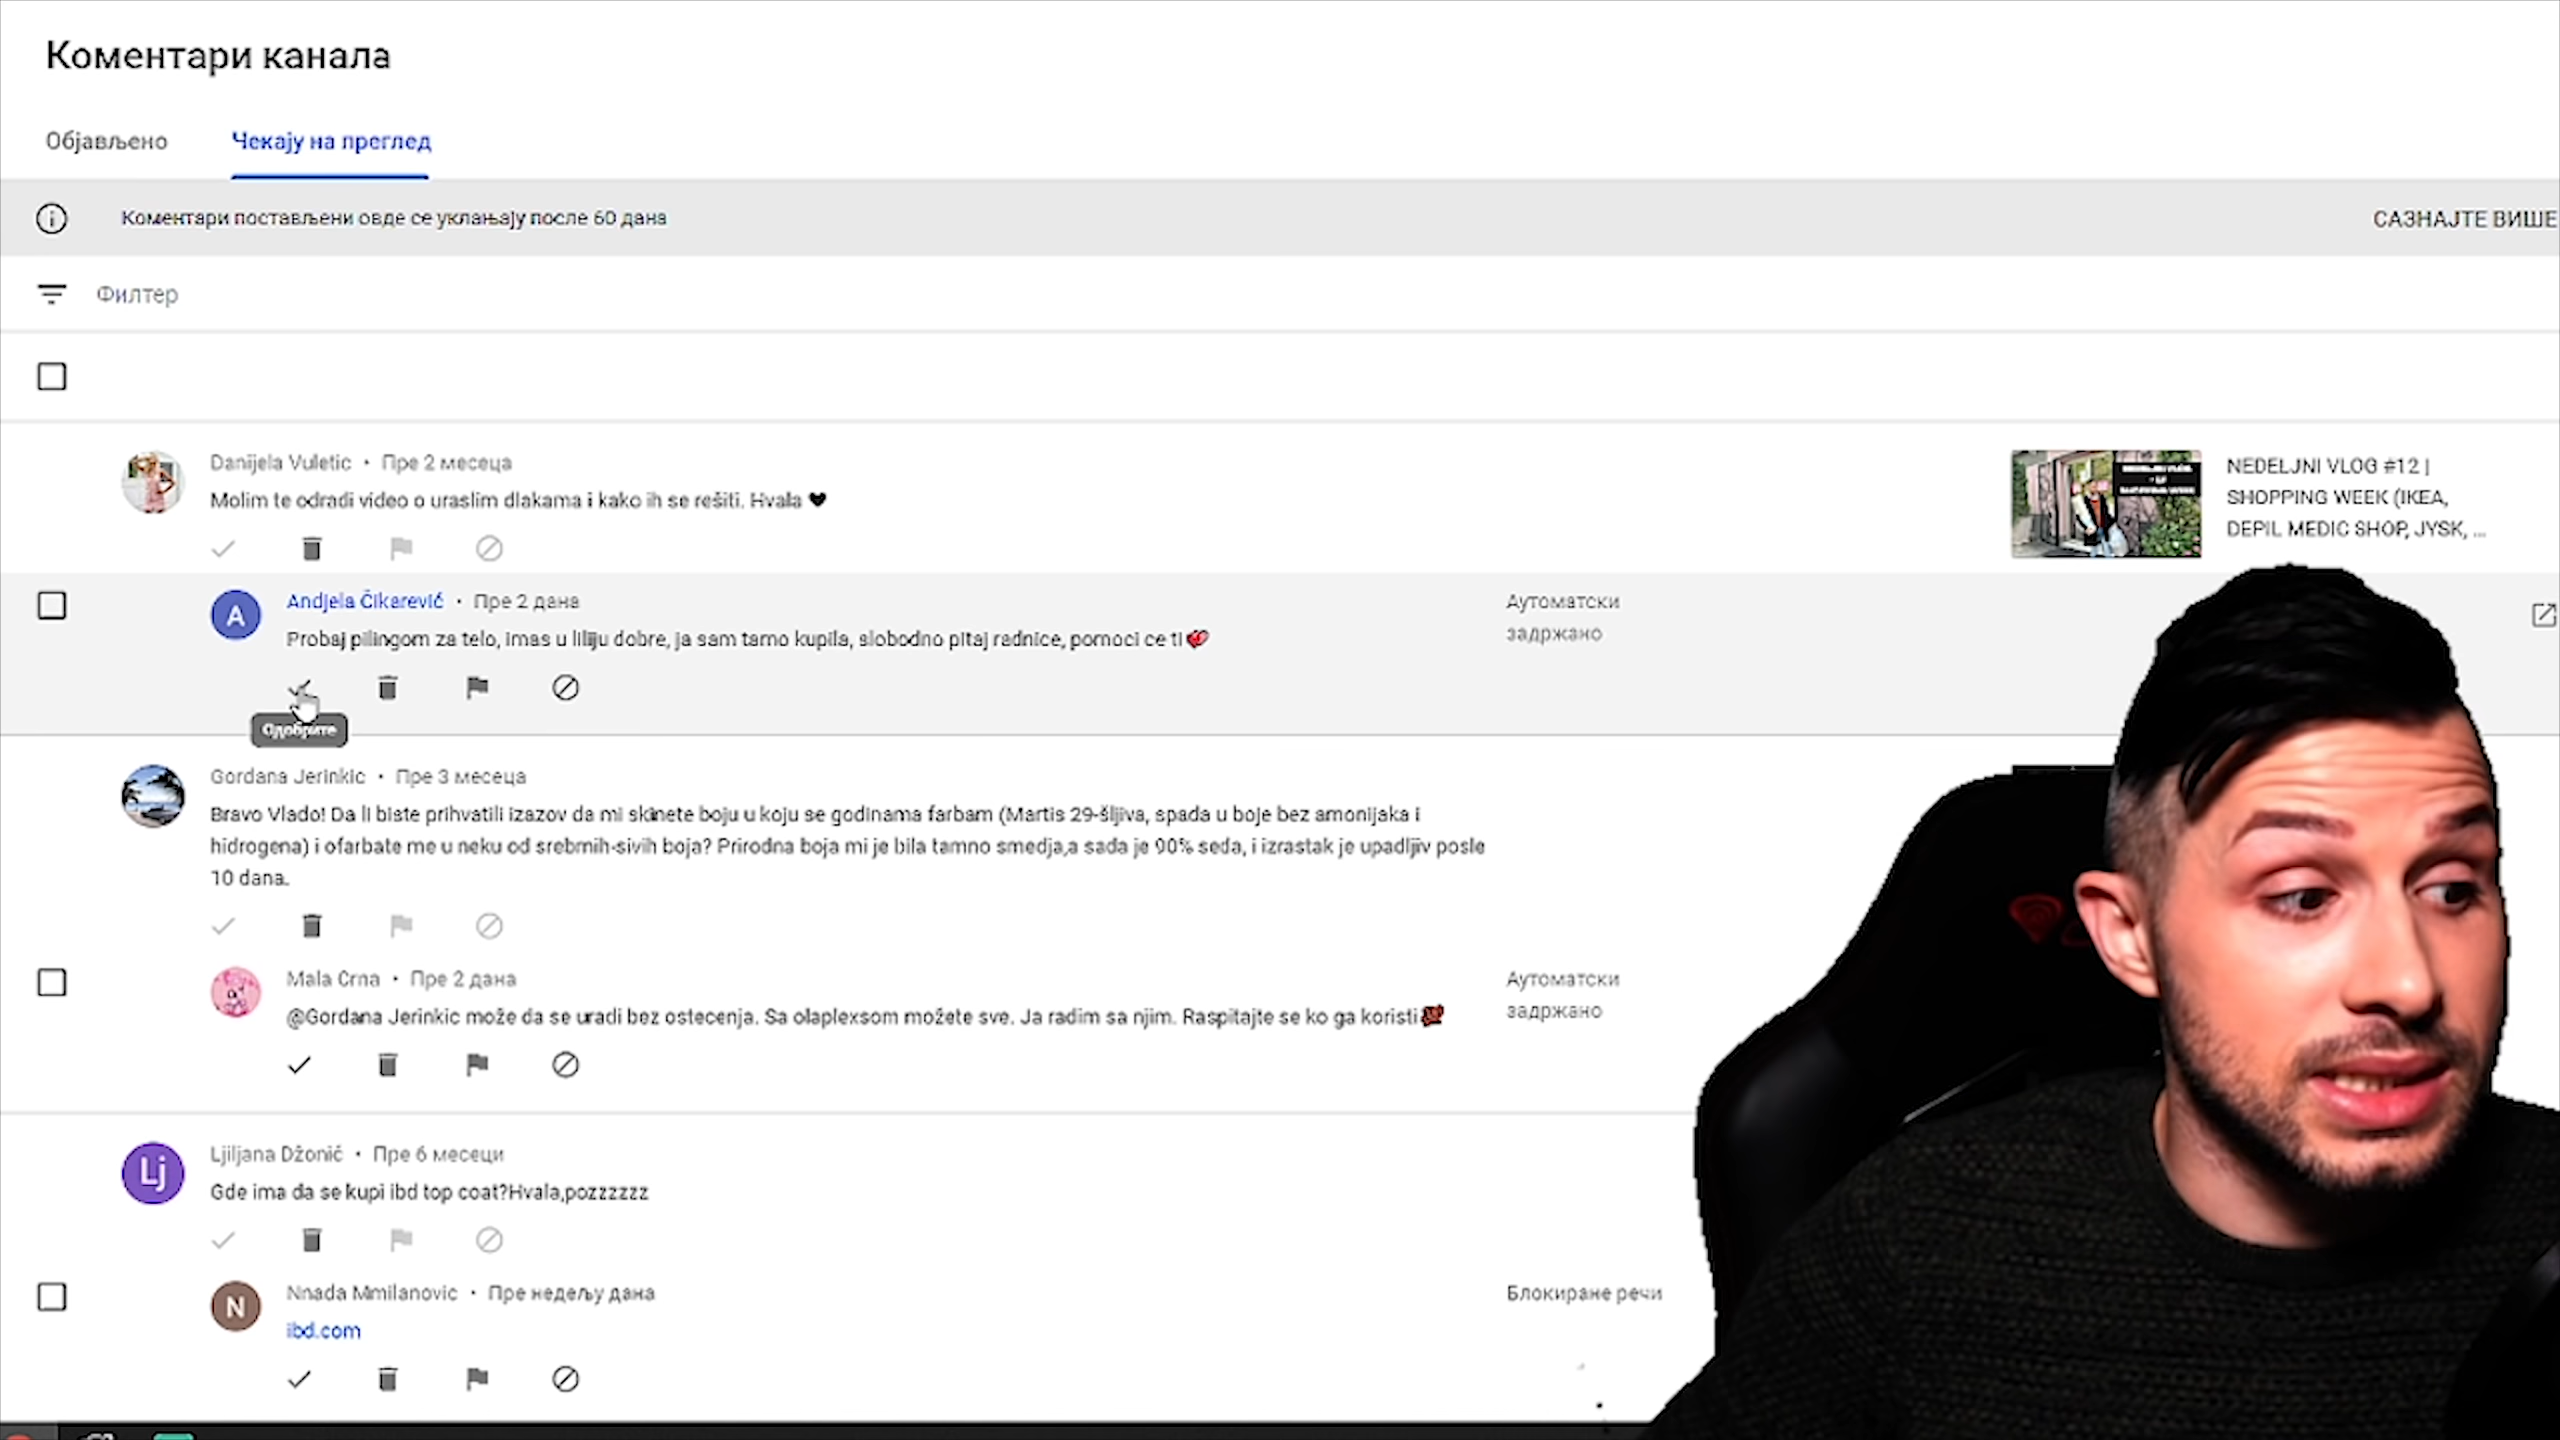 Коментари канала
Објављено
Чекају на преглед
Коментари постављени овде се уклањају после 60 дана
САЗНАЈТЕ ВИШЕ
Филтер
Danijela Vuletic • Пре 2 месеца
Molim te odradi video o uraslim dlakama i kako ih se rešiti. Hvala 🖤
NEDELJNI VLOG #12 |
SHOPPING WEEK (IKEA,
DEPIL MEDIC SHOP, JYSK, ...
A
Andjela Čikarević • Пре 2 дана
Аутоматски
задржано
Probaj pilingom za telo, imas u liliju dobre, ja sam tamo kupila, slobodno pitaj radnice, pomoci ce ti
Одобрите
Gordana Jerinkic • Пре 3 месеца
Bravo Vlado! Da li biste prihvatili izazov da mi skinete boju u koju se godinama farbam (Martis 29-šljiva, spada u boje bez amonijaka i
hidrogena) i ofarbate me u neku od srebrnih-sivih boja? Prirodna boja mi je bila tamno smedja,a sada je 90% seda, i izrastak je upadljiv posle
10 dana.
Mala Crna • Пре 2 дана
Аутоматски
задржано
@Gordana Jerinkic može da se uradi bez ostecenja. Sa olaplexsom možete sve. Ja radim sa njim. Raspitajte se ko ga koristi
Lj
Ljiljana Džonič • Пре 6 месеци
Gde ima da se kupi ibd top coat?Hvala,pozzzzzz
N
Nnada Mmilanovic • Пре недељу дана
Блокиране речи
ibd.com